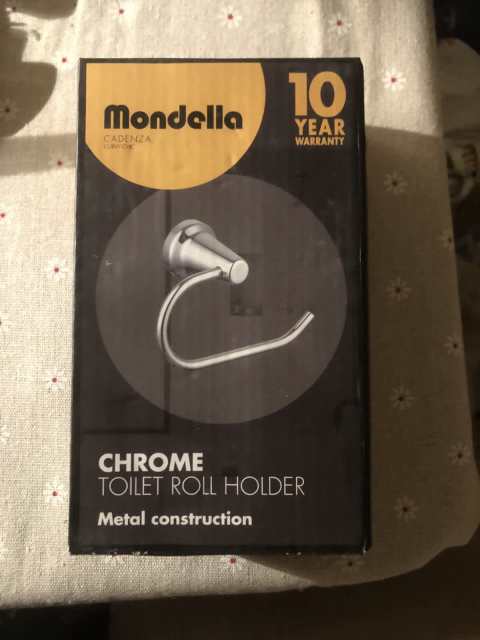 Mondella
CADENZA
10
YEAR
WARRANTY
CHROME
TOILET ROLL HOLDER
Metal construction